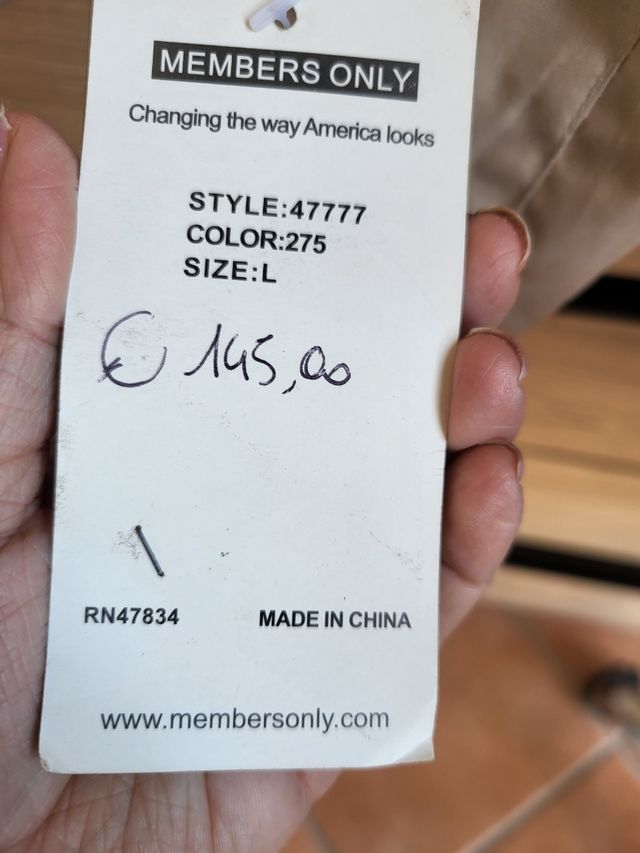 MEMBERS ONLY
Changing the way America looks
STYLE:47777
COLOR:275
SIZE:L
€ 145,00
RN47834
MADE IN CHINA
www.membersonly.com